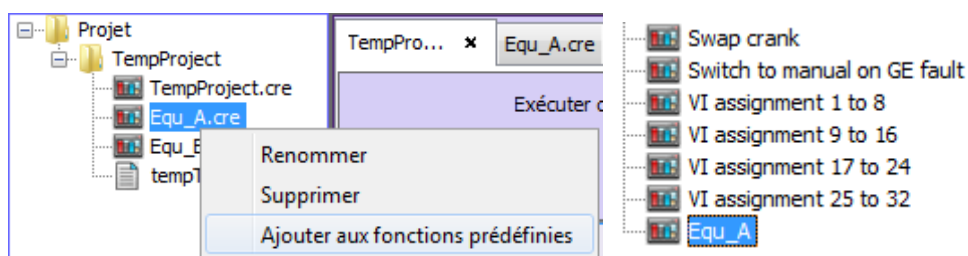 Projet
TempProject
TempProject.cre
Equ_A.cre
Equ_
tempT
TempPro... × Equ_A.cre
Exécuter
Renommer
Supprimer
Ajouter aux fonctions prédéfinies
Swap crank
Switch to manual on GE fault
VI assignment 1 to 8
VI assignment 9 to 16
VI assignment 17 to 24
VI assignment 25 to 32
Equ_A